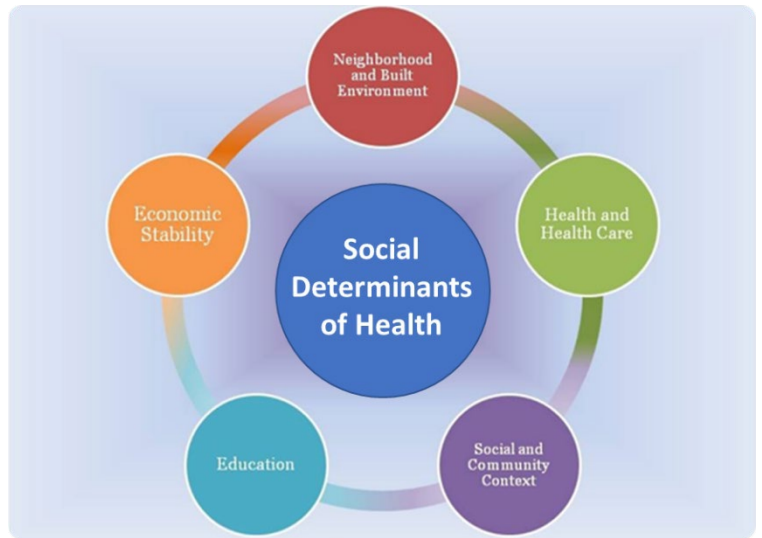 Neighborhood
and Built
Environment
Economic
Stability
Health and
Health Care
Social
Determinants
of Health
Education
Social and
Community
Context